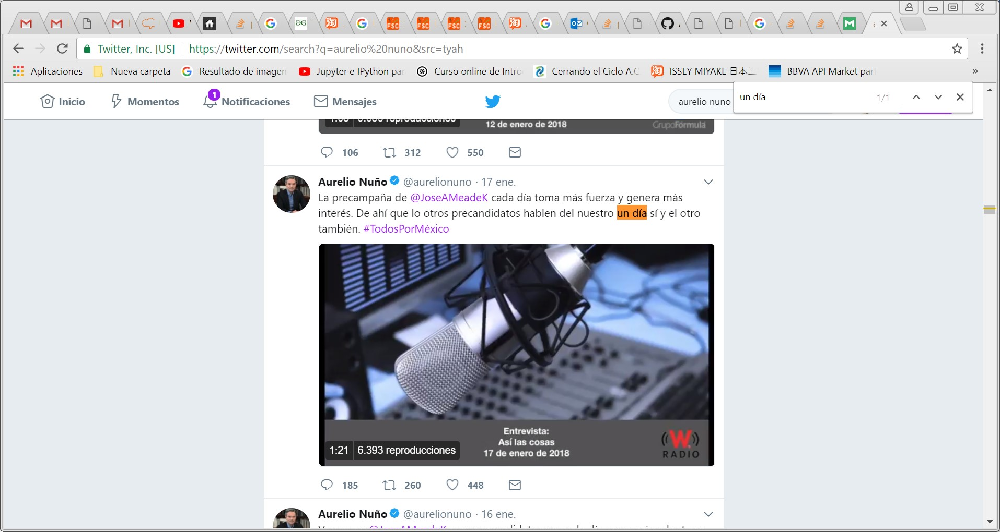 Twitter, Inc. [US] https://twitter.com/search?q=aurelio%20nuno&src=tyah
Aplicaciones Nueva carpeta Resultado de imagen Jupyter e IPython par Curso online de Intro Cerrando el Ciclo A.C. ISSEY MIYAKE 日本三 BBVA API Market part »
Inicio Momentos 1 Notificaciones Mensajes aurelio nuno un día 1/1
reproducciones 12 de enero de 2018 GrupoFórmula
106 312 550
Aurelio Nuño @aurelionuno · 17 ene.
La precampaña de @JoseAMeadeK cada día toma más fuerza y genera más
interés. De ahí que lo otros precandidatos hablen del nuestro un día sí y el otro
también. #TodosPorMéxico
Entrevista:
Así las cosas
17 de enero de 2018
1:21 6.393 reproducciones
W RADIO
185 260 448
Aurelio Nuño @aurelionuno · 16 ene.